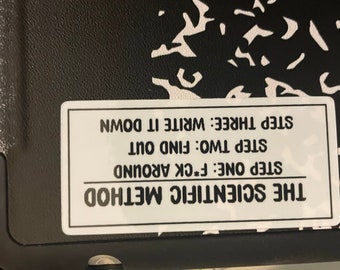 THE SCIENTIFIC METHOD
STEP ONE: F*CK AROUND
STEP TWO: FIND OUT
STEP THREE: WRITE IT DOWN